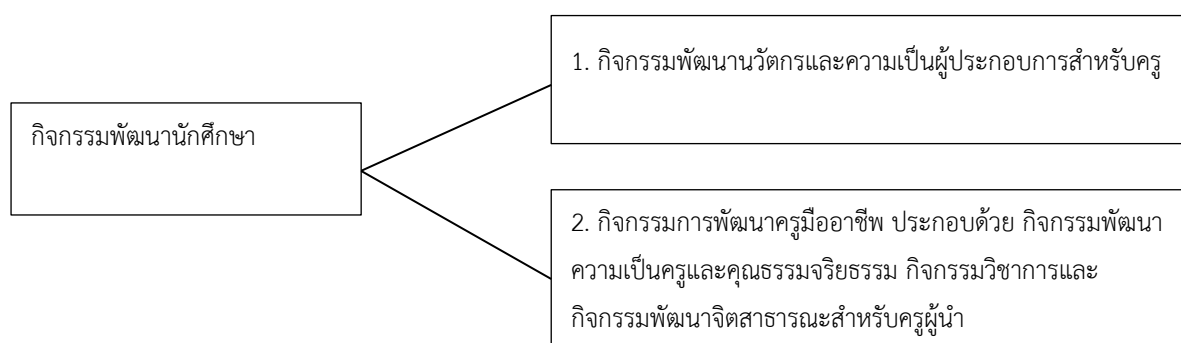 กิจกรรมพัฒนานักศึกษา
1. กิจกรรมพัฒนานวัตกรและความเป็นผู้ประกอบการสำหรับครู
2. กิจกรรมการพัฒนาครูมืออาชีพ ประกอบด้วย กิจกรรมพัฒนา
ความเป็นครูและคุณธรรมจริยธรรม กิจกรรมวิชาการและ
กิจกรรมพัฒนาจิตสาธารณะสำหรับครูผู้นำ